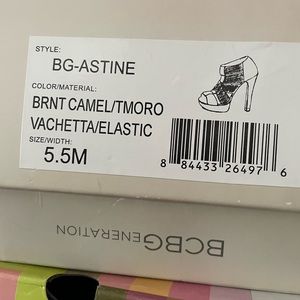 STYLE:
BG-ASTINE
COLOR/MATERIAL:
BRNT CAMEL/TMORO
VACHETTA/ELASTIC
SIZE/WIDTH:
5.5M
8 84433 26497 6
BCBGENERATION